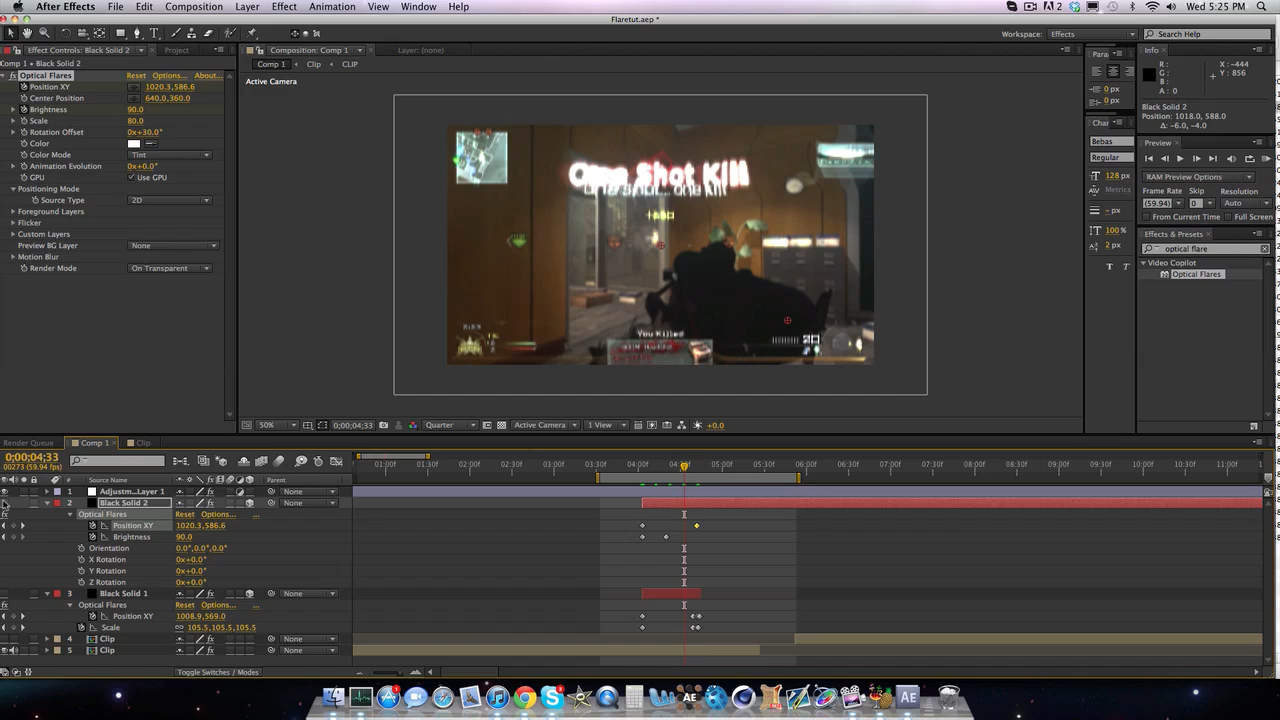 After Effects File Edit Composition Layer Effect Animation View Window Help
2 Wed 5:25 PM
Flaretut.aep *
Workspace: Effects Search Help
Effect Controls: Black Solid 2 Project
Composition: Comp 1 Layer: (none)
Para
Info
Comp 1 • Black Solid 2
Comp 1 Clip CLIP
Optical Flares Reset Options... About...
Active Camera
Position XY 1020.3,586.6
Center Position 640.0,360.0
Brightness 90.0
Scale 80.0
Rotation Offset 0x+30.0°
Color
Color Mode Tint
Animation Evolution 0x+0.0°
GPU Use GPU
Positioning Mode
Source Type 2D
Foreground Layers
Flicker
Custom Layers
Preview BG Layer None
Motion Blur
Render Mode On Transparent
One Shot Kill
You Killed
0 px
0 px
Char
Bebas
Regular
128 px
Metrics
- px
100 %
2 px
T T
R:
G:
B:
A: 0
X: -444
Y: 856
Black Solid 2
Position: 1018.0, 588.0
Δ: -6.0, -4.0
Preview
RAM Preview Options
Frame Rate Skip Resolution
(59.94) 0 Auto
From Current Time Full Screen
Effects & Presets
optical flare
Video Copilot
Optical Flares
50% 0;00;04;33 Quarter Active Camera 1 View +0.0
Render Queue Comp 1 Clip
0;00;04;33
00273 (59.94 fps)
01:00f 01:30f 02:00f 02:30f 03:00f 03:30f 04:00f 05:00f 05:30f 06:00f 06:30f 07:00f 07:30f 08:00f 08:30f 09:00f 09:30f 10:00f 10:30f 11:00f
# Source Name Parent
1 Adjustm...Layer 1 None
2 Black Solid 2 None
Optical Flares Reset Options... ...
Position XY 1020.3,586.6
Brightness 90.0
Orientation 0.0°,0.0°,0.0°
X Rotation 0x+0.0°
Y Rotation 0x+0.0°
Z Rotation 0x+0.0°
3 Black Solid 1 None
Optical Flares Reset Options... ...
Position XY 1008.9,569.0
Scale 105.5,105.5,105.5
4 Clip None
5 Clip None
Toggle Switches / Modes
AE AE